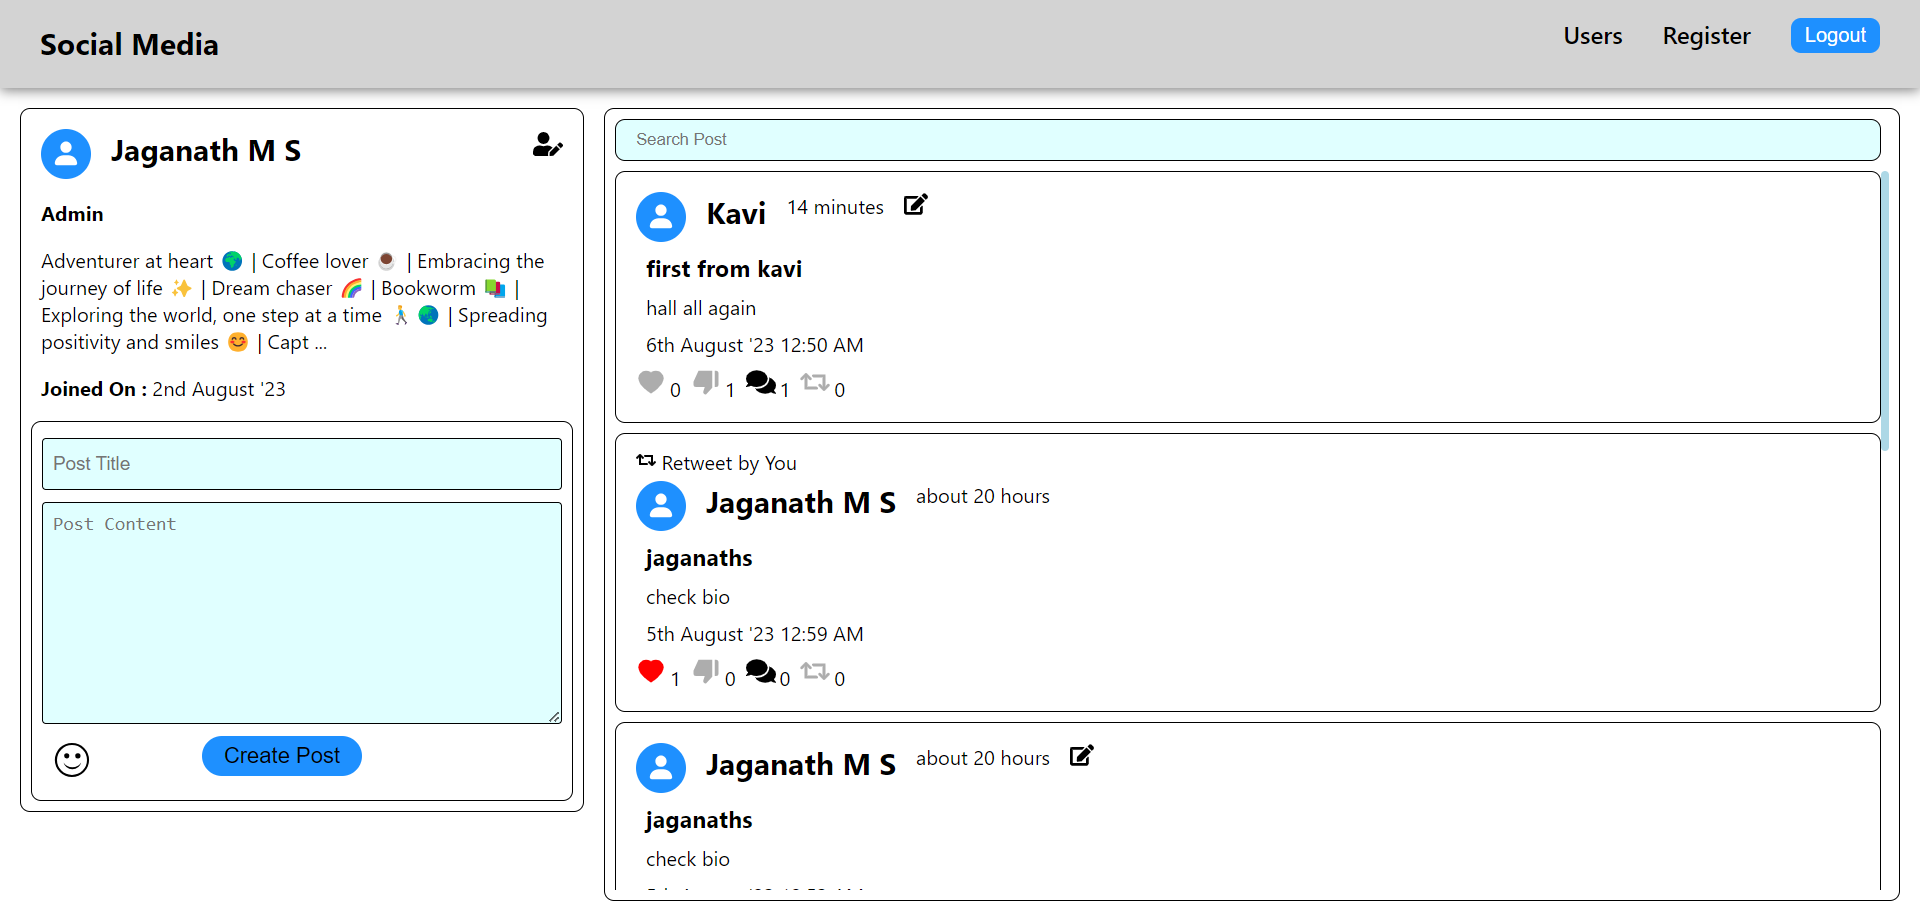 Social Media
Users
Register
Logout
Jaganath M S
Admin
Adventurer at heart 🌍 | Coffee lover ☕ | Embracing the
journey of life ✨ | Dream chaser 🌈 | Bookworm 📚 |
Exploring the world, one step at a time 🚶‍♂️ 🌏 | Spreading
positivity and smiles 😊 | Capt ...
Joined On : 2nd August '23
Post Title
Post Content
Create Post
Search Post
Kavi 14 minutes
first from kavi
hall all again
6th August '23 12:50 AM
0 1 1 0
Retweet by You
Jaganath M S about 20 hours
jaganaths
check bio
5th August '23 12:59 AM
1 0 0 0
Jaganath M S about 20 hours
jaganaths
check bio